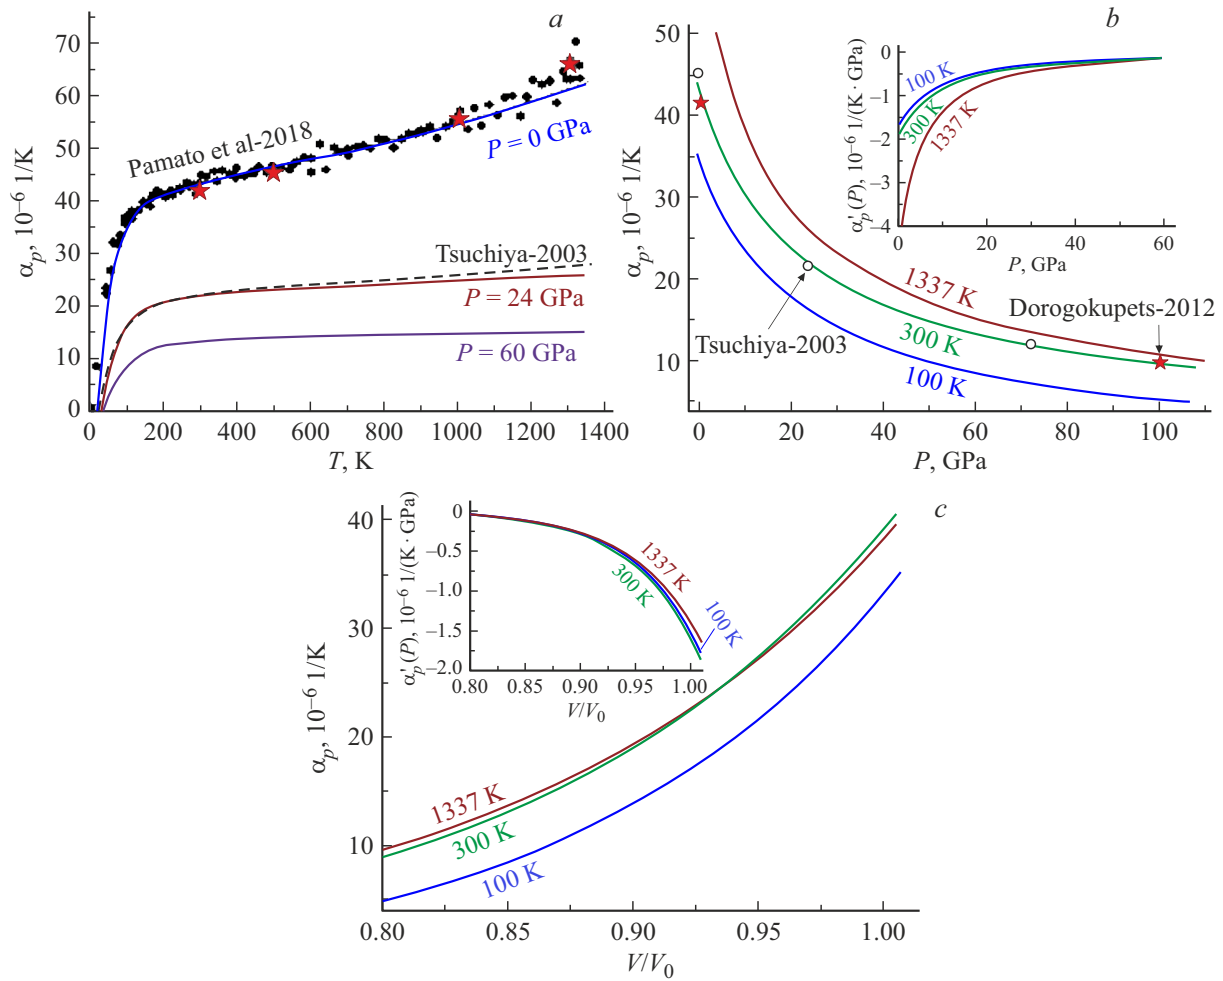 a
α_p, 10⁻⁶ 1/K
70
60
50
40
30
20
10
0
Pamato et al-2018
P = 0 GPa
Tsuchiya-2003
P = 24 GPa
P = 60 GPa
0 200 400 600 800 1000 1200 1400
T, K
b
α_p, 10⁻⁶ 1/K
50
40
30
20
10
1337 K
300 K
100 K
Tsuchiya-2003
Dorogokupets-2012
0 20 40 60 80 100
P, GPa
α′_p(P), 10⁻⁶ 1/(K · GPa)
0
–1
–2
–3
–4
100 K
300 K
1337 K
0 20 40 60
P, GPa
c
α_p, 10⁻⁶ 1/K
40
30
20
10
1337 K
300 K
100 K
0.80 0.85 0.90 0.95 1.00
V/V₀
α′_p(P), 10⁻⁶ 1/(K · GPa)
0
–0.5
–1.0
–1.5
–2.0
1337 K
300 K
100 K
0.80 0.85 0.90 0.95 1.00
V/V₀